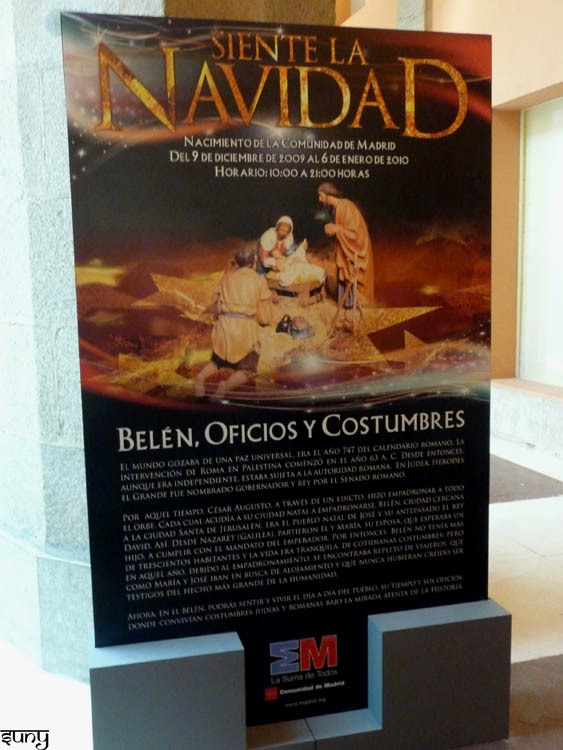 SIENTE LA
NAVIDAD
NACIMIENTO DE LA COMUNIDAD DE MADRID
DEL 9 DE DICIEMBRE DE 2009 AL 6 DE ENERO DE 2010
HORARIO: 10:00 A 21:00 HORAS
BELÉN, OFICIOS Y COSTUMBRES
EL MUNDO GOZABA DE UNA PAZ UNIVERSAL, ERA EL AÑO 747 DEL CALENDARIO ROMANO. LA
INTERVENCIÓN DE ROMA EN PALESTINA COMENZÓ EN EL AÑO 63 A. C. DESDE ENTONCES,
AUNQUE ERA INDEPENDIENTE, ESTABA SUJETA A LA AUTORIDAD ROMANA. EN JUDEA, HERODES
EL GRANDE FUE NOMBRADO GOBERNADOR Y REY POR EL SENADO ROMANO.
POR AQUEL TIEMPO, CÉSAR AUGUSTO, A TRAVÉS DE UN EDICTO, HIZO EMPADRONAR A TODO
EL ORBE. CADA CUAL ACUDÍA A SU CIUDAD NATAL A EMPADRONARSE. BELÉN, CIUDAD CERCANA
A LA CIUDAD SANTA DE JERUSALÉN, ERA EL PUEBLO NATAL DE JOSÉ Y SU ANTEPASADO EL REY
DAVID. ASÍ, DESDE NAZARET (GALILEA), PARTIERON ÉL Y MARÍA, SU ESPOSA, QUE ESPERABA UN
HIJO, A CUMPLIR CON EL MANDATO DEL EMPERADOR. POR ENTONCES, BELÉN NO TENÍA MÁS
DE TRESCIENTOS HABITANTES Y LA VIDA ERA TRANQUILA, DE COTIDIANAS COSTUMBRES, PERO
EN AQUEL AÑO, DEBIDO AL EMPADRONAMIENTO, SE ENCONTRABA REPLETO DE VIAJEROS, QUE
COMO MARÍA Y JOSÉ IBAN EN BUSCA DE ALOJAMIENTO Y QUE NUNCA HUBIERAN CREÍDO SER
TESTIGOS DEL HECHO MÁS GRANDE DE LA HUMANIDAD.
AHORA, EN EL BELÉN, PODRÁS SENTIR Y VIVIR EL DÍA A DÍA DEL PUEBLO, SU TIEMPO Y SUS OFICIOS
DONDE CONVIVÍAN COSTUMBRES JUDÍAS Y ROMANAS BAJO LA MIRADA ATENTA DE LA HISTORIA.
EM
La Suma de Todos
Comunidad de Madrid
www.madrid.org
SUNY